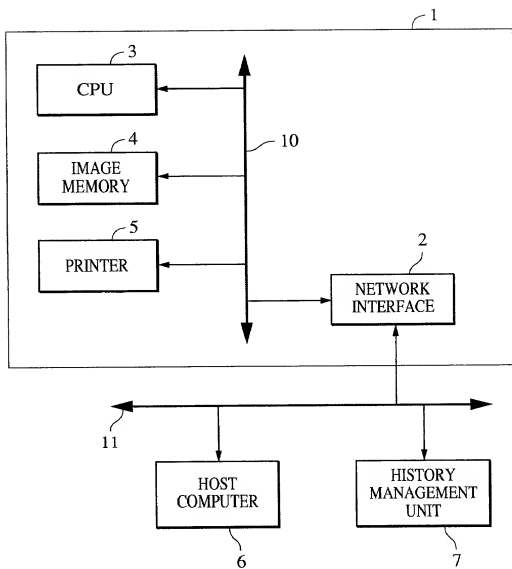 1
3
CPU
4
IMAGE
MEMORY
10
5
PRINTER
2
NETWORK
INTERFACE
11
HOST
COMPUTER
6
HISTORY
MANAGEMENT
UNIT
7